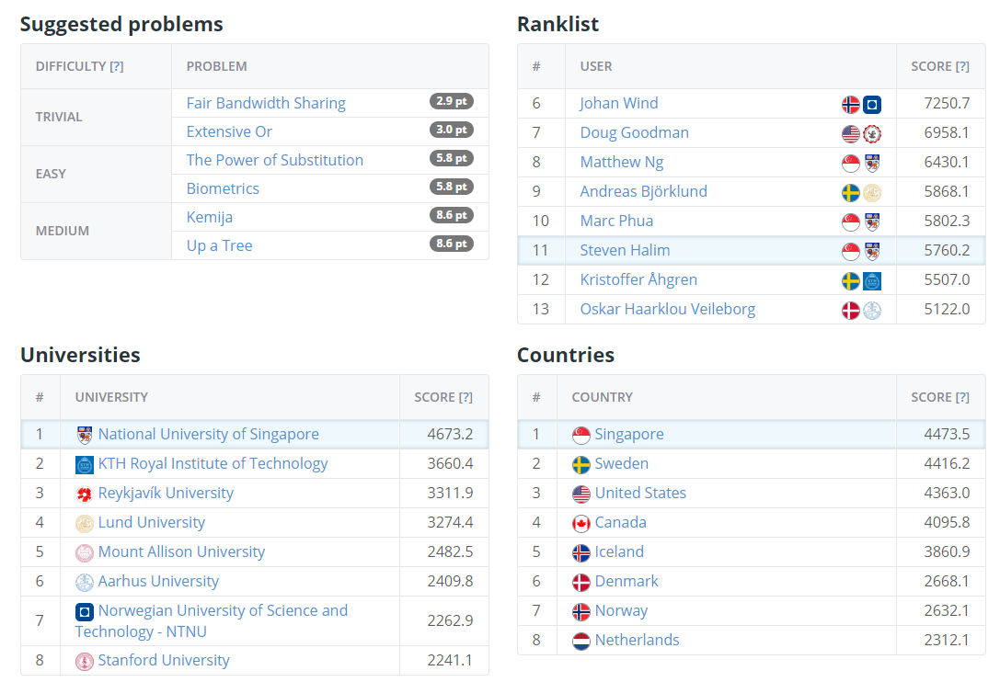 Suggested problems
DIFFICULTY [?] PROBLEM
TRIVIAL
Fair Bandwidth Sharing 2.9 pt
Extensive Or 3.0 pt
EASY
The Power of Substitution 5.8 pt
Biometrics 5.8 pt
MEDIUM
Kemija 8.6 pt
Up a Tree 8.6 pt
Ranklist
# USER SCORE [?]
6 Johan Wind 7250.7
7 Doug Goodman 6958.1
8 Matthew Ng 6430.1
9 Andreas Björklund 5868.1
10 Marc Phua 5802.3
11 Steven Halim 5760.2
12 Kristoffer Åhgren 5507.0
13 Oskar Haarklou Veileborg 5122.0
Universities
# UNIVERSITY SCORE [?]
1 National University of Singapore 4673.2
2 KTH Royal Institute of Technology 3660.4
3 Reykjavík University 3311.9
4 Lund University 3274.4
5 Mount Allison University 2482.5
6 Aarhus University 2409.8
7 Norwegian University of Science and
Technology - NTNU 2262.9
8 Stanford University 2241.1
Countries
# COUNTRY SCORE [?]
1 Singapore 4473.5
2 Sweden 4416.2
3 United States 4363.0
4 Canada 4095.8
5 Iceland 3860.9
6 Denmark 2668.1
7 Norway 2632.1
8 Netherlands 2312.1